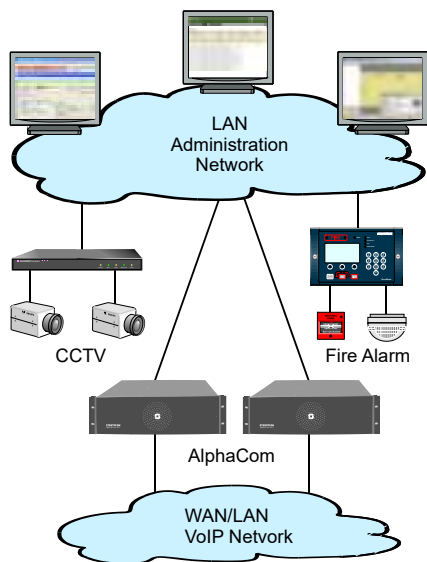 LAN
Administration
Network
CCTV
Fire Alarm
AlphaCom
WAN/LAN
VoIP Network